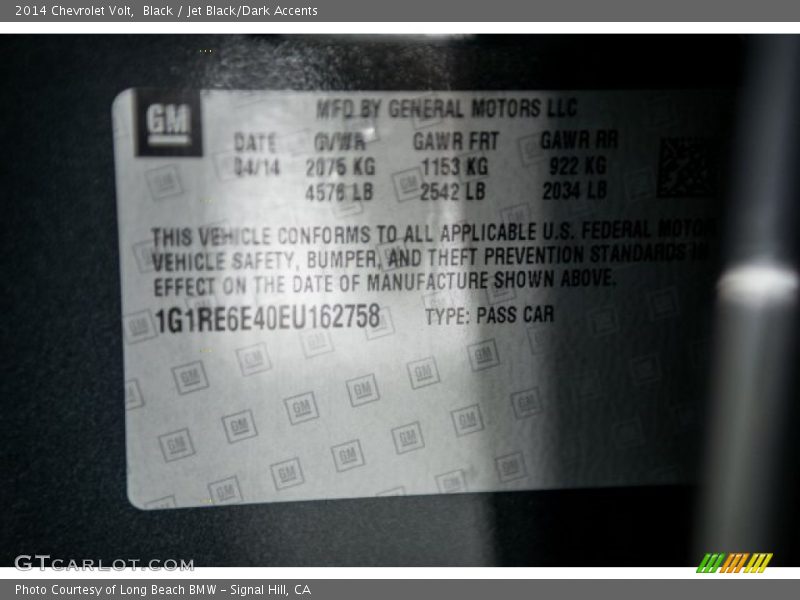 2014 Chevrolet Volt, Black / Jet Black/Dark Accents
GM MFD BY GENERAL MOTORS LLC
DATE GVWR GAWR FRT GAWR RR
04/14 2075 KG 1153 KG 922 KG
4576 LB 2542 LB 2034 LB
THIS VEHICLE CONFORMS TO ALL APPLICABLE U.S. FEDERAL MOTOR
VEHICLE SAFETY, BUMPER, AND THEFT PREVENTION STANDARDS IN
EFFECT ON THE DATE OF MANUFACTURE SHOWN ABOVE.
1G1RE6E40EU162758 TYPE: PASS CAR
GTCARLOT.COM
Photo Courtesy of Long Beach BMW - Signal Hill, CA